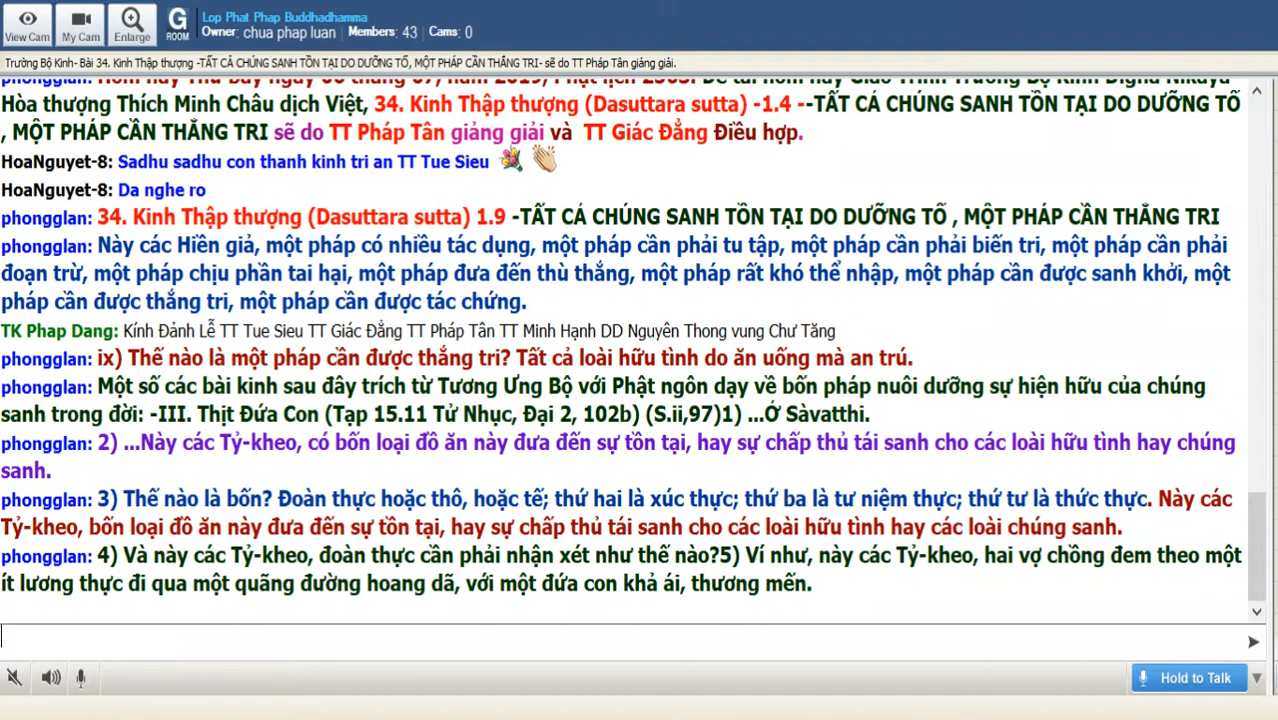 Lop Phat Phap Buddhadhamma
Owner: chua phap luan Members: 43 Cams: 0
View Cam
My Cam
Enlarge
G
ROOM
Trường Bộ Kinh- Bài 34. Kinh Thập thượng -TẤT CẢ CHÚNG SANH TỒN TẠI DO DƯỠNG TỐ, MỘT PHÁP CẦN THẮNG TRI- sẽ do TT Pháp Tân giảng giải.
Hòa thượng Thích Minh Châu dịch Việt, 34. Kinh Thập thượng (Dasuttara sutta) -1.4 --TẤT CẢ CHÚNG SANH TỒN TẠI DO DƯỠNG TỐ
, MỘT PHÁP CẦN THẮNG TRI sẽ do TT Pháp Tân giảng giải và TT Giác Đẳng Điều hợp.
HoaNguyet-8: Sadhu sadhu con thanh kinh tri an TT Tue Sieu
HoaNguyet-8: Da nghe ro
phongglan: 34. Kinh Thập thượng (Dasuttara sutta) 1.9 -TẤT CẢ CHÚNG SANH TỒN TẠI DO DƯỠNG TỐ , MỘT PHÁP CẦN THẮNG TRI
phongglan: Này các Hiền giả, một pháp có nhiều tác dụng, một pháp cần phải tu tập, một pháp cần phải biến tri, một pháp cần phải
đoạn trừ, một pháp chịu phần tai hại, một pháp đưa đến thù thắng, một pháp rất khó thể nhập, một pháp cần được sanh khởi, một
pháp cần được thắng tri, một pháp cần được tác chứng.
TK Phap Dang: Kính Đảnh Lễ TT Tue Sieu TT Giác Đẳng TT Pháp Tân TT Minh Hạnh DD Nguyên Thong vung Chư Tăng
phongglan: ix) Thế nào là một pháp cần được thắng tri? Tất cả loài hữu tình do ăn uống mà an trú.
phongglan: Một số các bài kinh sau đây trích từ Tương Ưng Bộ với Phật ngôn dạy về bốn pháp nuôi dưỡng sự hiện hữu của chúng
sanh trong đời: -III. Thịt Đứa Con (Tạp 15.11 Tử Nhục, Đại 2, 102b) (S.ii,97)1) ...Ở Sàvatthi.
phongglan: 2) ...Này các Tỷ-kheo, có bốn loại đồ ăn này đưa đến sự tồn tại, hay sự chấp thủ tái sanh cho các loài hữu tình hay chúng
sanh.
phongglan: 3) Thế nào là bốn? Đoàn thực hoặc thô, hoặc tế; thứ hai là xúc thực; thứ ba là tư niệm thực; thứ tư là thức thực. Này các
Tỷ-kheo, bốn loại đồ ăn này đưa đến sự tồn tại, hay sự chấp thủ tái sanh cho các loài hữu tình hay các loài chúng sanh.
phongglan: 4) Và này các Tỷ-kheo, đoàn thực cần phải nhận xét như thế nào?5) Ví như, này các Tỷ-kheo, hai vợ chồng đem theo một
ít lương thực đi qua một quãng đường hoang dã, với một đứa con khả ái, thương mến.
Hold to Talk